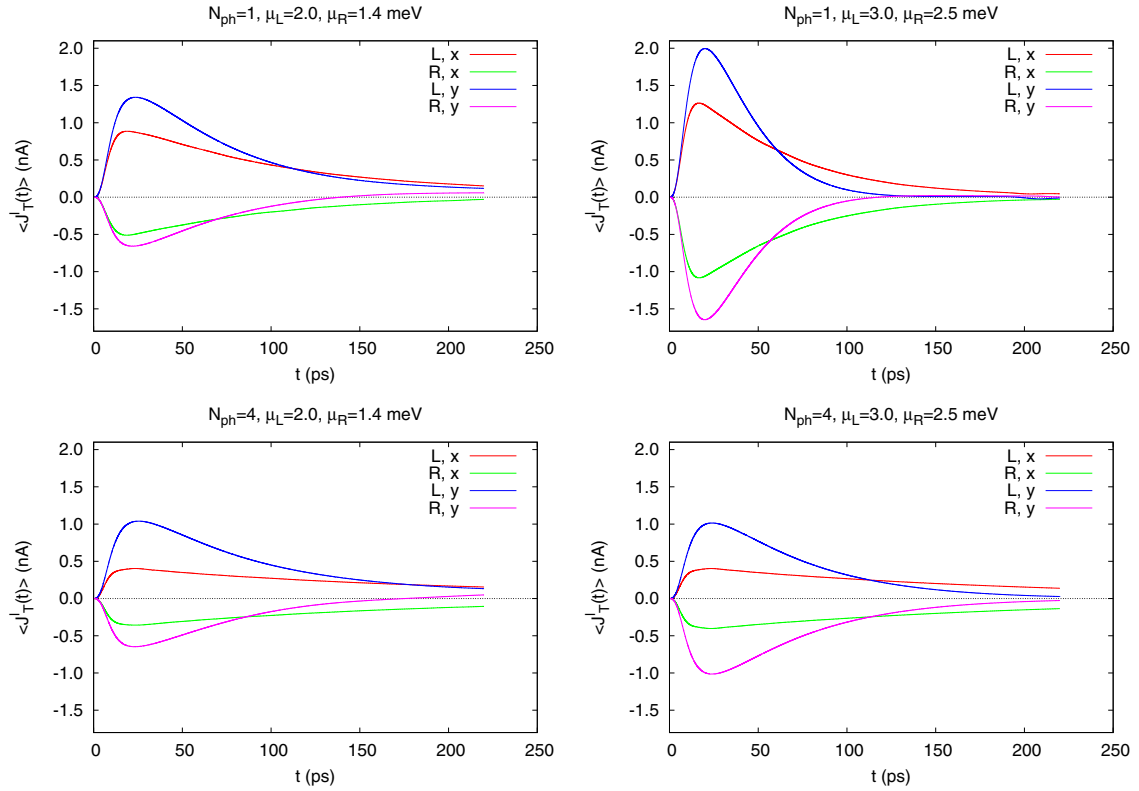 N_ph=1, μ_L=2.0, μ_R=1.4 meV
<J^l_T(t)> (nA)
2.0
1.5
1.0
0.5
0.0
-0.5
-1.0
-1.5
L, x
R, x
L, y
R, y
0 50 100 150 200 250
t (ps)
N_ph=1, μ_L=3.0, μ_R=2.5 meV
<J^l_T(t)> (nA)
2.0
1.5
1.0
0.5
0.0
-0.5
-1.0
-1.5
L, x
R, x
L, y
R, y
0 50 100 150 200 250
t (ps)
N_ph=4, μ_L=2.0, μ_R=1.4 meV
<J^l_T(t)> (nA)
2.0
1.5
1.0
0.5
0.0
-0.5
-1.0
-1.5
L, x
R, x
L, y
R, y
0 50 100 150 200 250
t (ps)
N_ph=4, μ_L=3.0, μ_R=2.5 meV
<J^l_T(t)> (nA)
2.0
1.5
1.0
0.5
0.0
-0.5
-1.0
-1.5
L, x
R, x
L, y
R, y
0 50 100 150 200 250
t (ps)